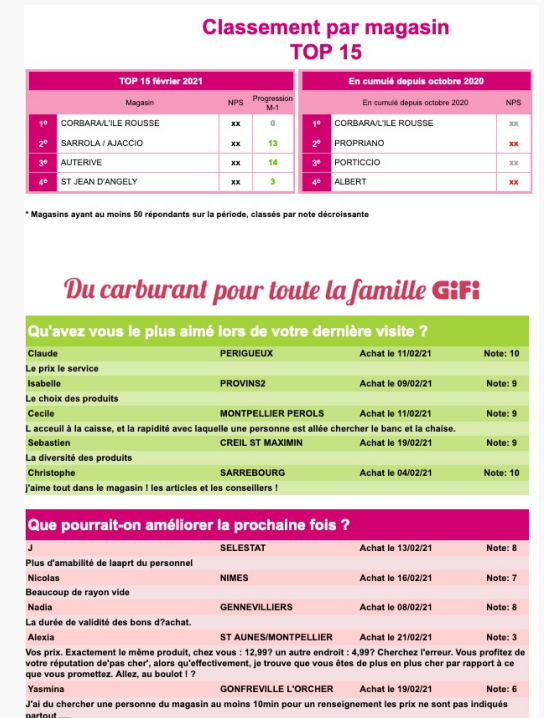 Classement par magasin
TOP 15
TOP 15 février 2021
Magasin NPS Progression M-1
1e CORBARA/L'ILE ROUSSE xx 0
2e SARROLA / AJACCIO xx 13
3e AUTERIVE xx 14
4e ST JEAN D'ANGELY xx 3
En cumulé depuis octobre 2020
En cumulé depuis octobre 2020 NPS
1e CORBARA/L'ILE ROUSSE xx
2e PROPRIANO xx
3e PORTICCIO xx
4e ALBERT xx
* Magasins ayant au moins 50 répondants sur la période, classés par note décroissante
Du carburant pour toute la famille GiFi
Qu'avez vous le plus aimé lors de votre dernière visite ?
Claude PERIGUEUX Achat le 11/02/21 Note: 10
Le prix le service
Isabelle PROVINS2 Achat le 09/02/21 Note: 9
Le choix des produits
Cecile MONTPELLIER PEROLS Achat le 11/02/21 Note: 9
L acceuil à la caisse, et la rapidité avec laquelle une personne est allée chercher le banc et la chaise.
Sebastien CREIL ST MAXIMIN Achat le 19/02/21 Note: 9
La diversité des produits
Christophe SARREBOURG Achat le 04/02/21 Note: 10
j'aime tout dans le magasin ! les articles et les conseillers !
Que pourrait-on améliorer la prochaine fois ?
J SELESTAT Achat le 13/02/21 Note: 8
Plus d'amabilité de laaprt du personnel
Nicolas NIMES Achat le 16/02/21 Note: 7
Beaucoup de rayon vide
Nadia GENNEVILLIERS Achat le 08/02/21 Note: 8
La durée de validité des bons d?achat.
Alexia ST AUNES/MONTPELLIER Achat le 21/02/21 Note: 3
Vos prix. Exactement le même produit, chez vous : 12,99? un autre endroit : 4,99? Cherchez l'erreur. Vous profitez de
votre réputation de'pas cher', alors qu'effectivement, je trouve que vous êtes de plus en plus cher par rapport à ce
que vous promettez. Allez, au boulot ! ?
Yasmina GONFREVILLE L'ORCHER Achat le 19/02/21 Note: 6
J'ai du chercher une personne du magasin au moins 10min pour un renseignement les prix ne sont pas indiqués
partout ....